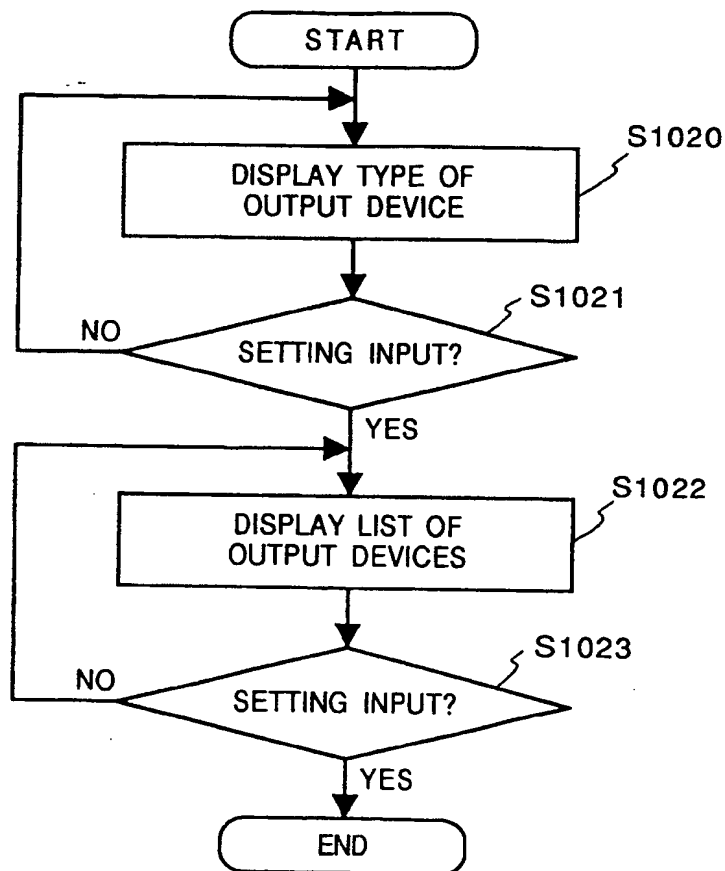 START
S1020
DISPLAY TYPE OF
OUTPUT DEVICE
S1021
NO
SETTING INPUT?
YES
S1022
DISPLAY LIST OF
OUTPUT DEVICES
S1023
NO
SETTING INPUT?
YES
END